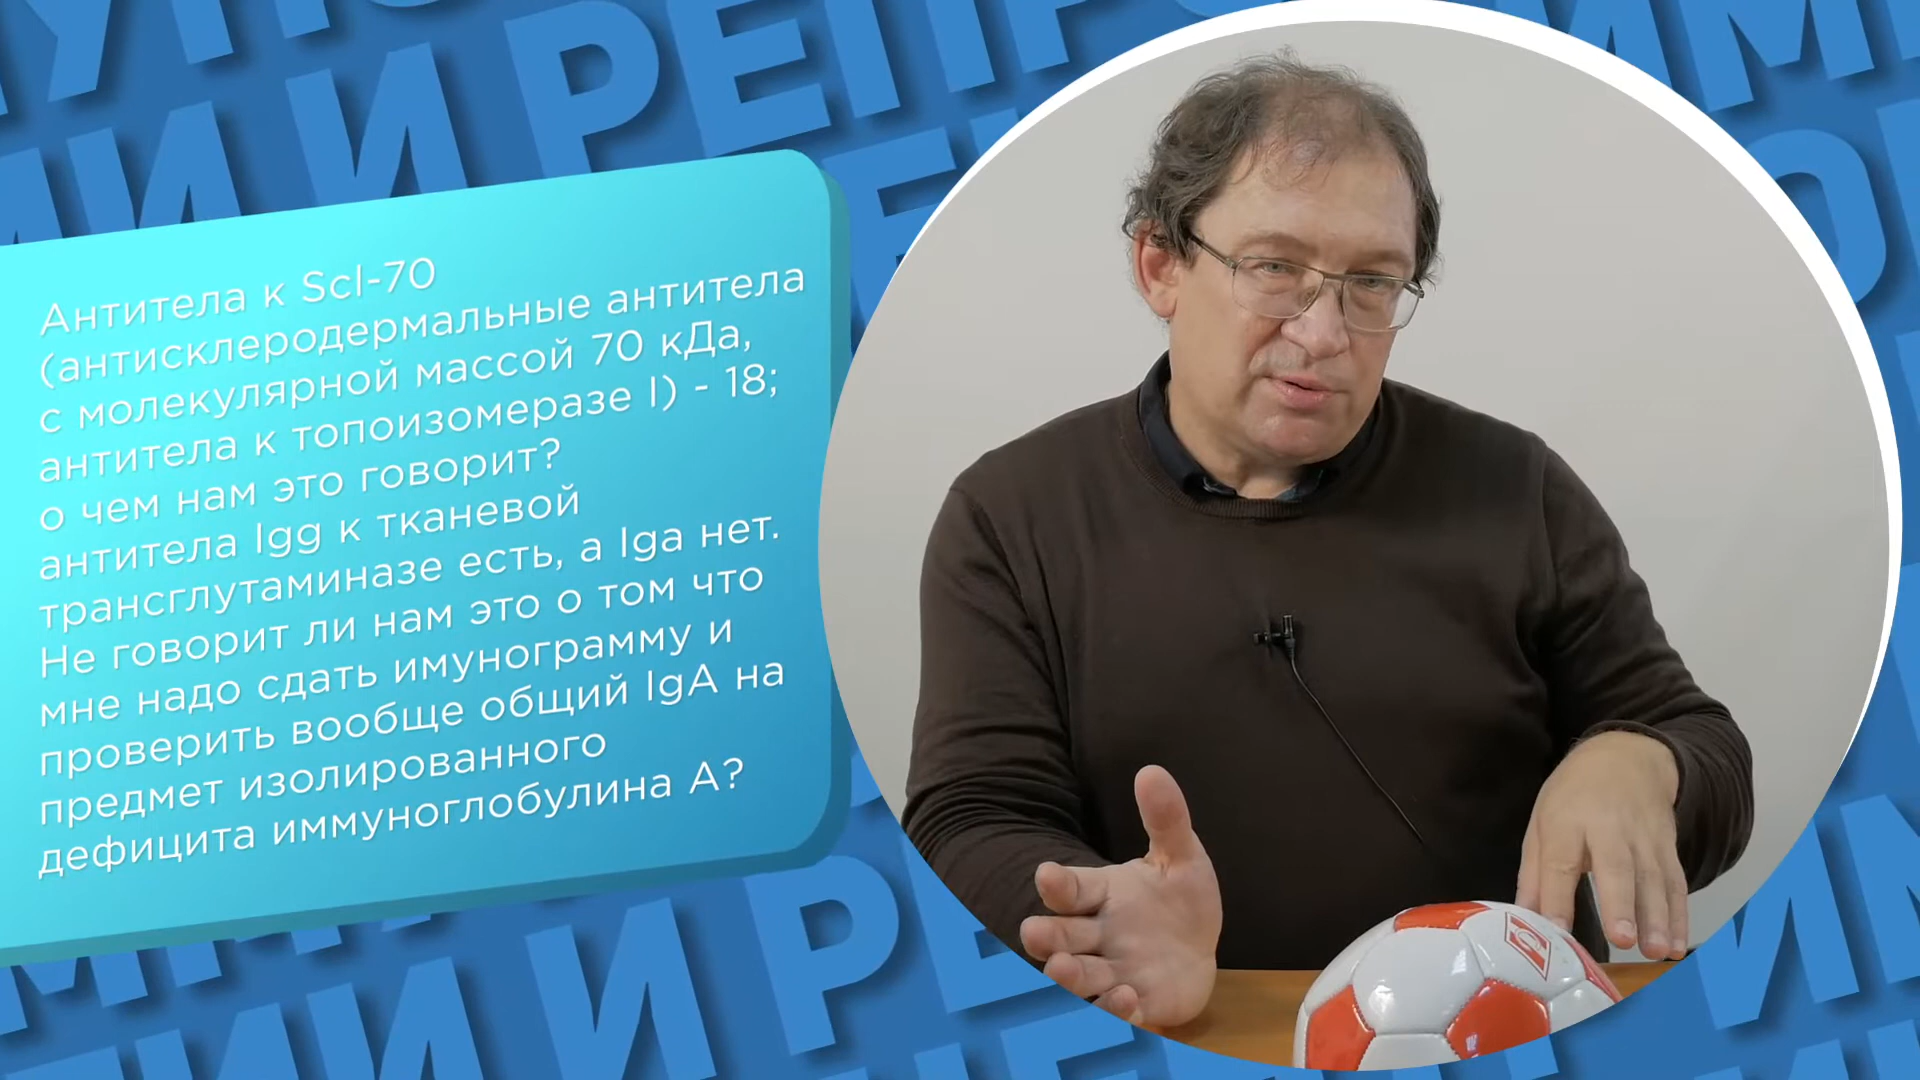 Антитела к Scl-70
(антисклеродермальные антитела
с молекулярной массой 70 кДа,
антитела к топоизомеразе I) - 18;
о чем нам это говорит?
антитела Igg к тканевой
трансглутаминазе есть, а Iga нет.
Не говорит ли нам это о том что
мне надо сдать имунограмму и
проверить вообще общий IgA на
предмет изолированного
дефицита иммуноглобулина А?